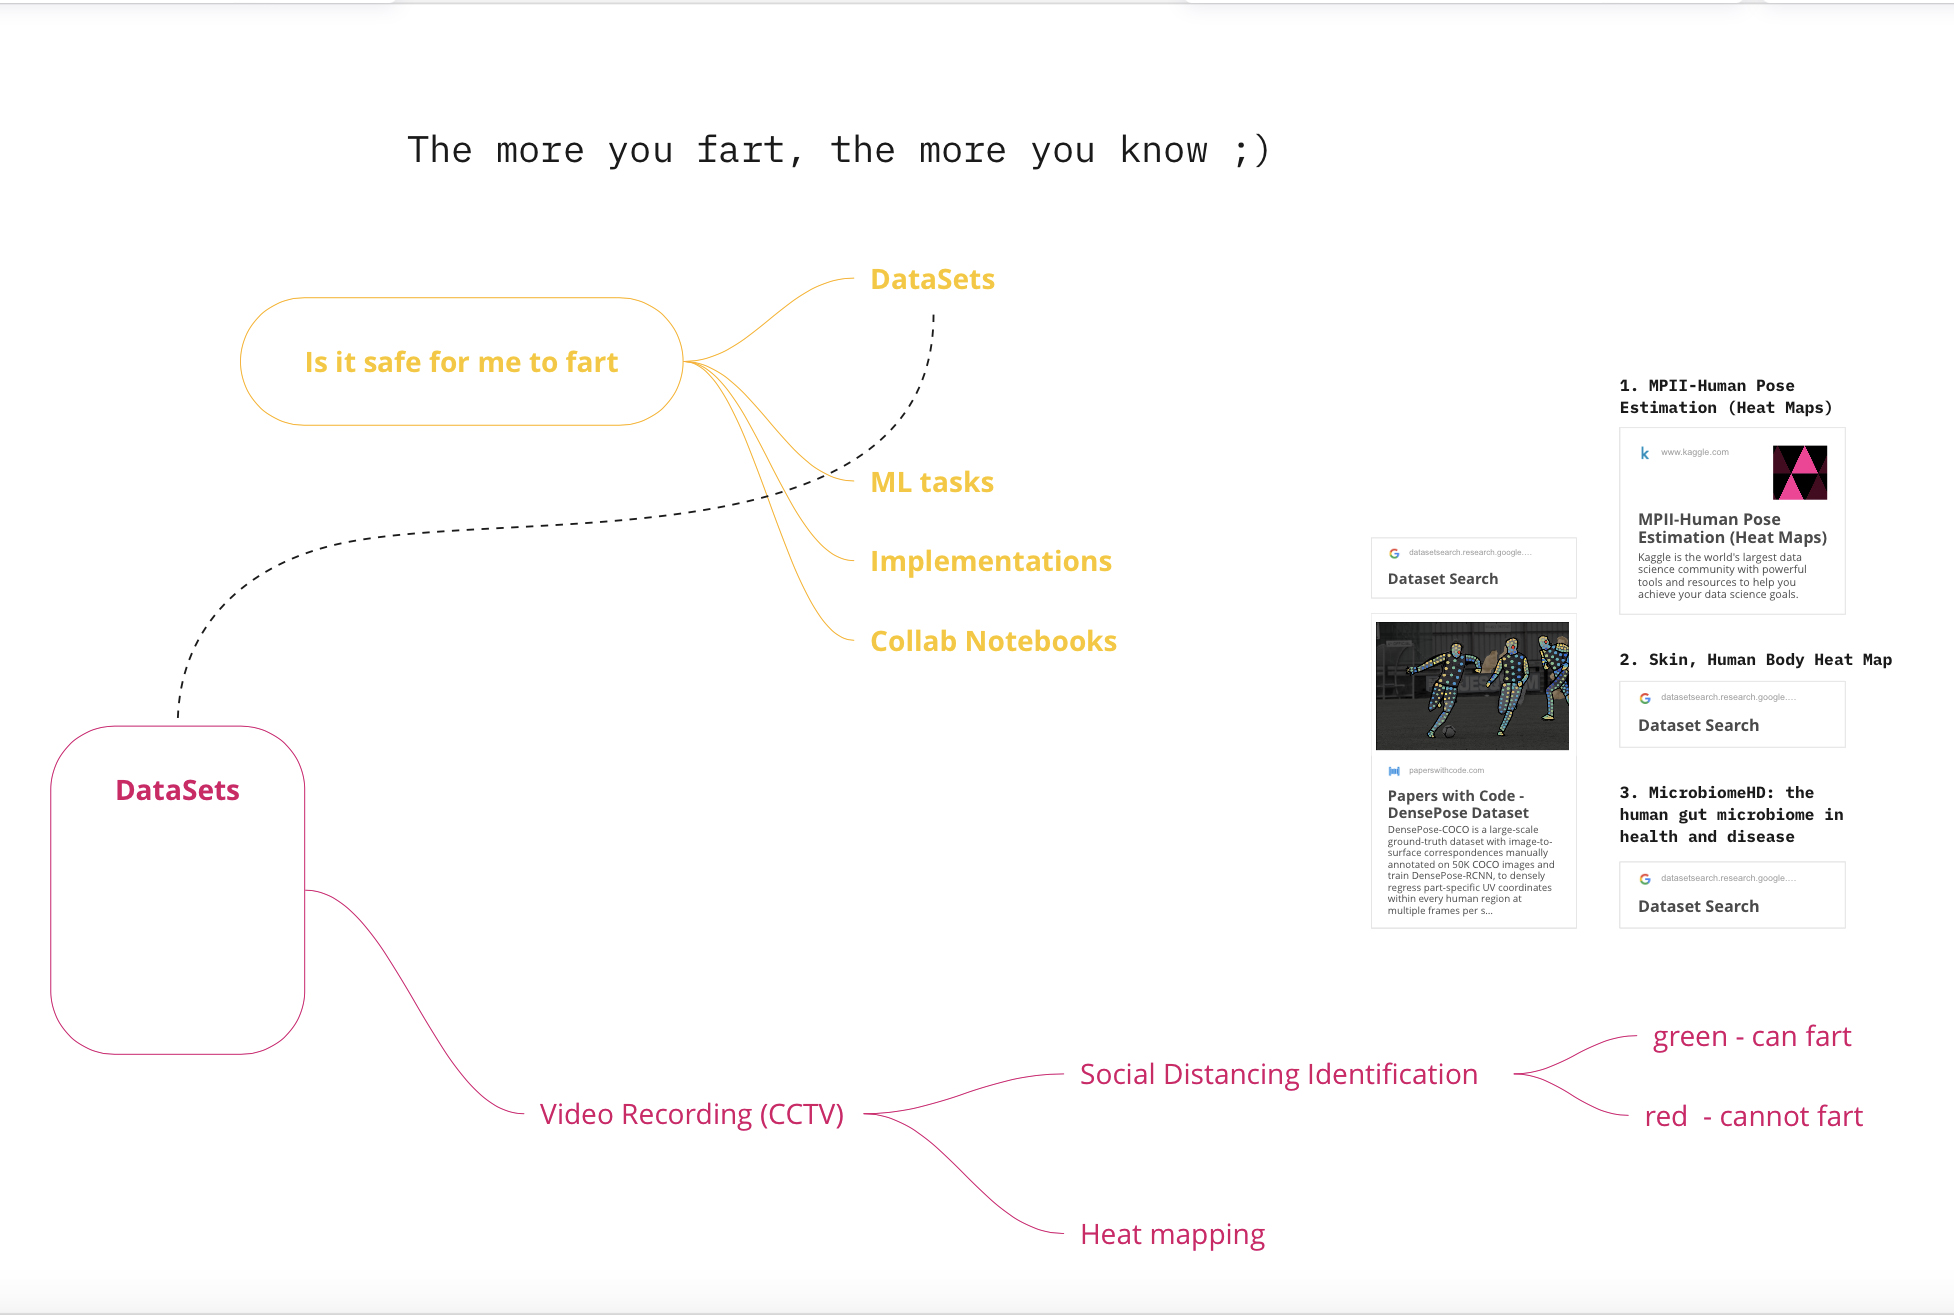 The more you fart, the more you know ;)
Is it safe for me to fart
DataSets
ML tasks
Implementations
Collab Notebooks
datasetsearch.research.google....
Dataset Search
paperswithcode.com
Papers with Code -
DensePose Dataset
DensePose-COCO is a large-scale
ground-truth dataset with image-to-
surface correspondences manually
annotated on 50K COCO images and
train DensePose-RCNN, to densely
regress part-specific UV coordinates
within every human region at
multiple frames per s...
1. MPII-Human Pose
Estimation (Heat Maps)
k www.kaggle.com
MPII-Human Pose
Estimation (Heat Maps)
Kaggle is the world's largest data
science community with powerful
tools and resources to help you
achieve your data science goals.
2. Skin, Human Body Heat Map
datasetsearch.research.google....
Dataset Search
3. MicrobiomeHD: the
human gut microbiome in
health and disease
datasetsearch.research.google....
Dataset Search
DataSets
Video Recording (CCTV)
Social Distancing Identification
green - can fart
red  - cannot fart
Heat mapping